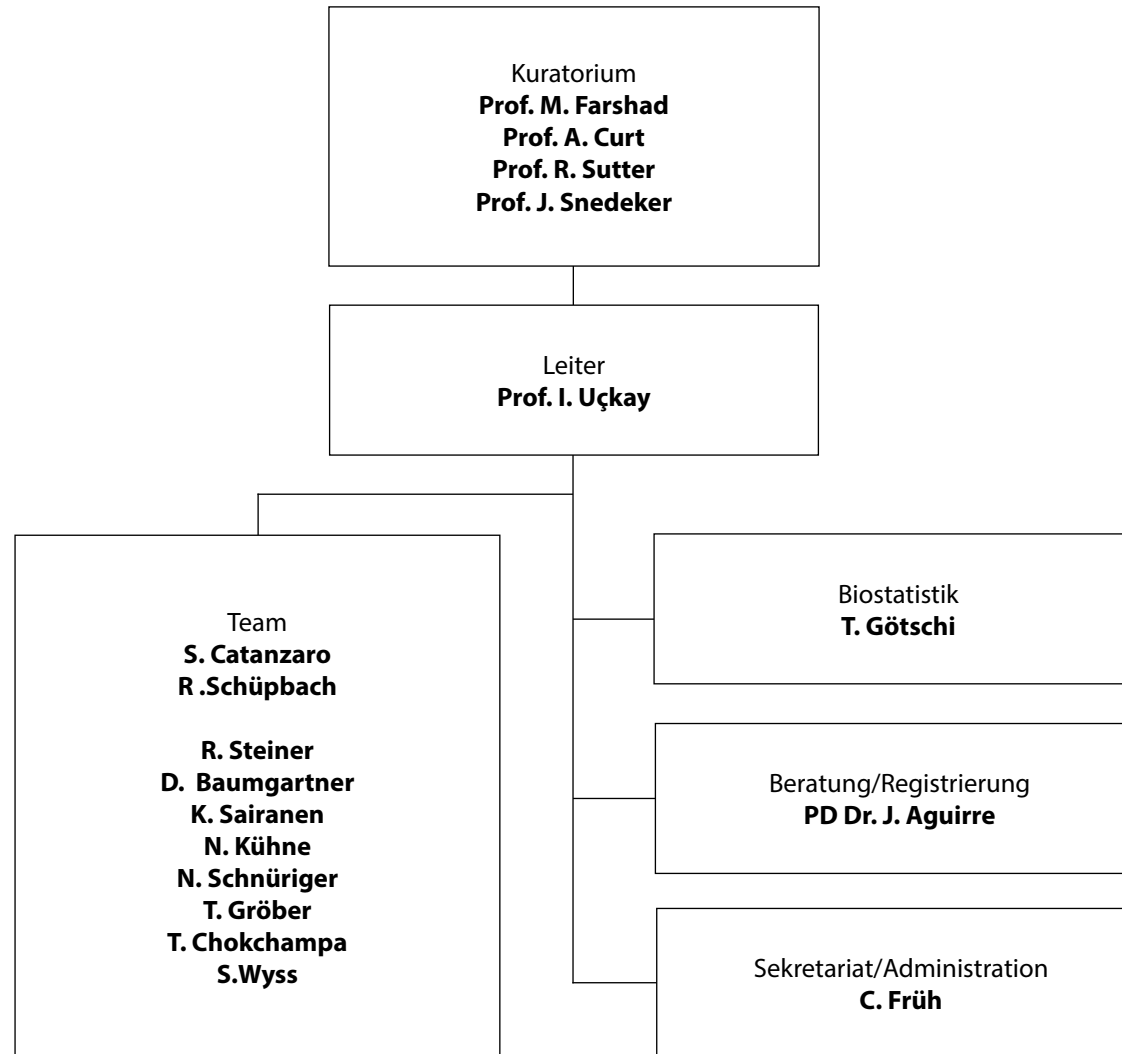 Kuratorium
Prof. M. Farshad
Prof. A. Curt
Prof. R. Sutter
Prof. J. Snedeker
Leiter
Prof. I. Uçkay
Team
S. Catanzaro
R .Schüpbach
R. Steiner
D.  Baumgartner
K. Sairanen
N. Kühne
N. Schnüriger
T. Gröber
T. Chokchampa
S.Wyss
Biostatistik
T. Götschi
Beratung/Registrierung
PD Dr. J. Aguirre
Sekretariat/Administration
C. Früh